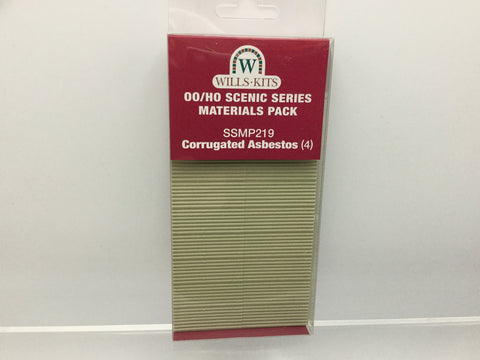 W
WILLS·KITS
OO/HO SCENIC SERIES
MATERIALS PACK
SSMP219
Corrugated Asbestos (4)